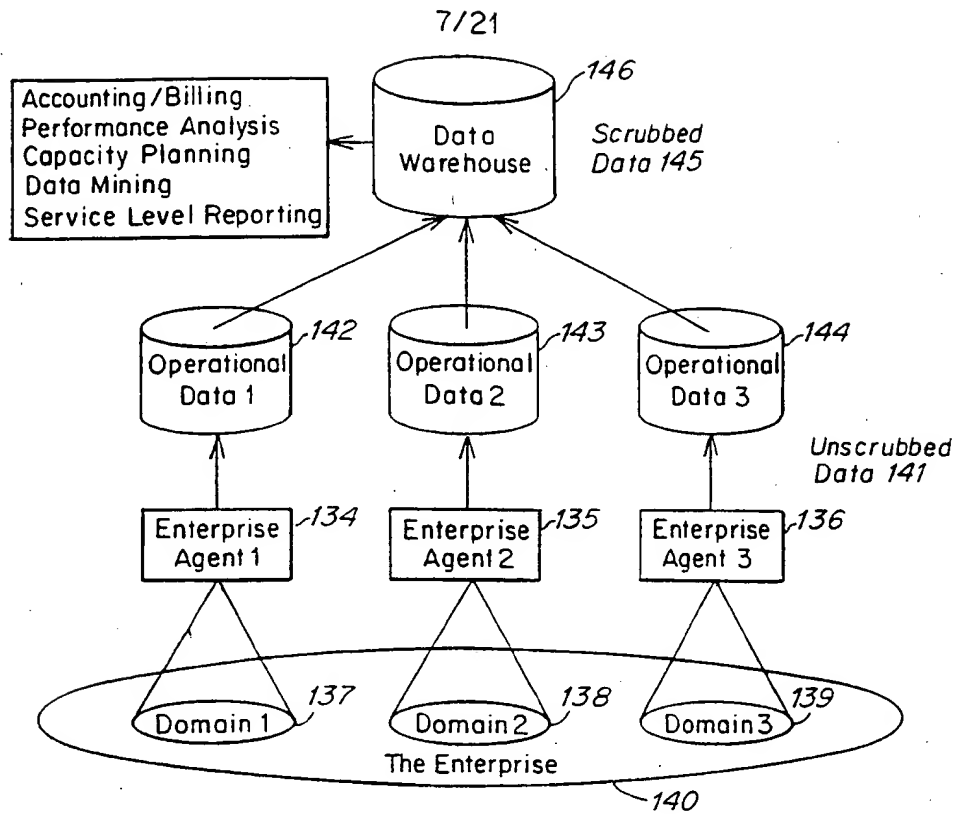 7/21
146
Accounting/Billing
Performance Analysis
Capacity Planning
Data Mining
Service Level Reporting
Data
Warehouse
Scrubbed
Data 145
142
143
144
Operational
Data 1
Operational
Data 2
Operational
Data 3
Unscrubbed
Data 141
134
135
136
Enterprise
Agent 1
Enterprise
Agent 2
Enterprise
Agent 3
137
138
139
Domain 1
Domain 2
Domain 3
The Enterprise
140